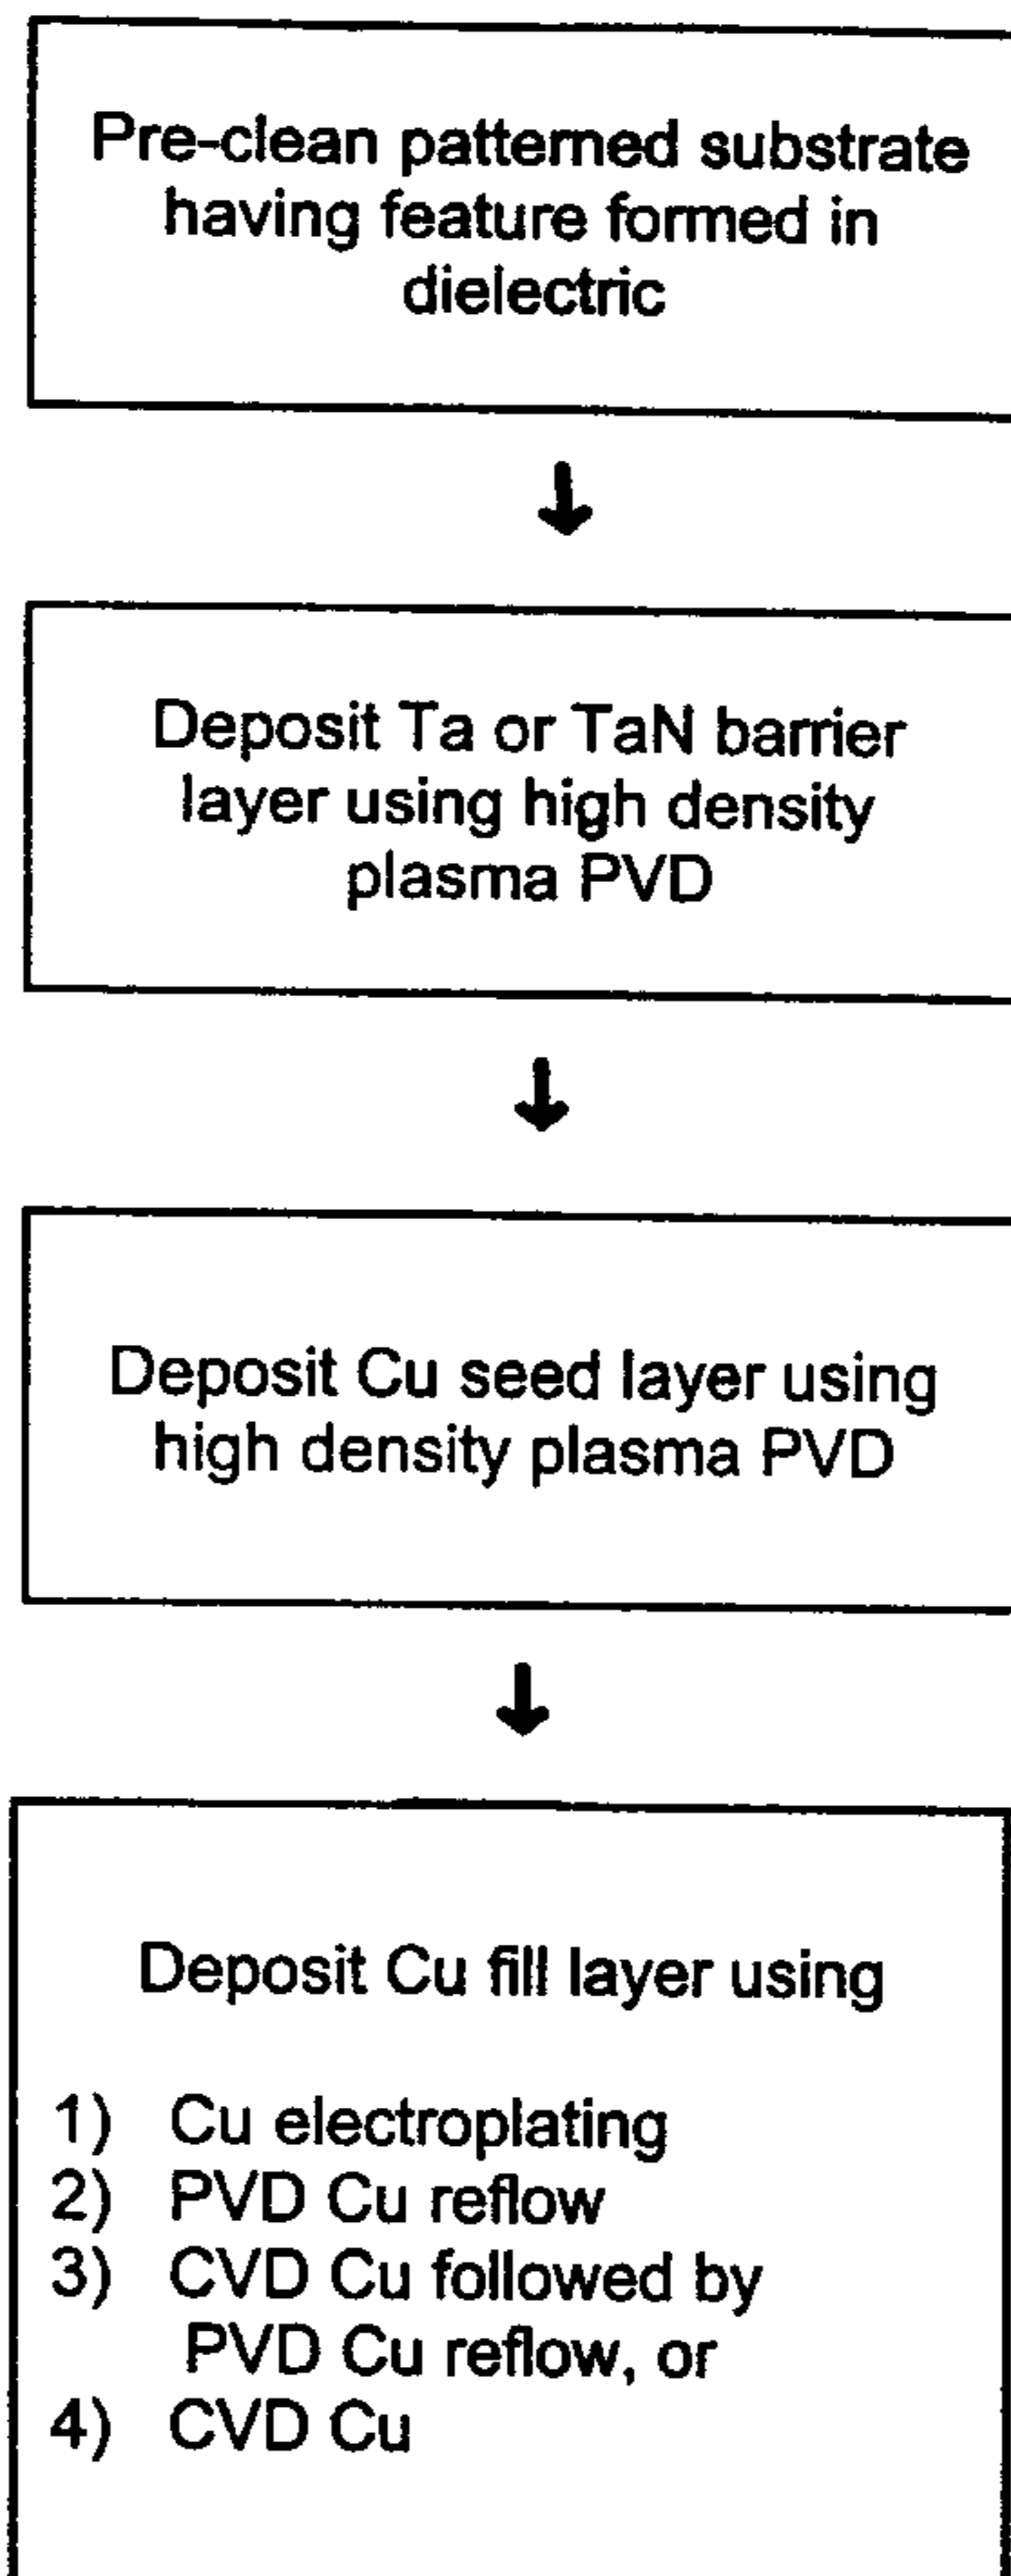 Pre-clean patterned substrate
having feature formed in
dielectric
Deposit Ta or TaN barrier
layer using high density
plasma PVD
Deposit Cu seed layer using
high density plasma PVD
Deposit Cu fill layer using
1) Cu electroplating
2) PVD Cu reflow
3) CVD Cu followed by
PVD Cu reflow, or
4) CVD Cu